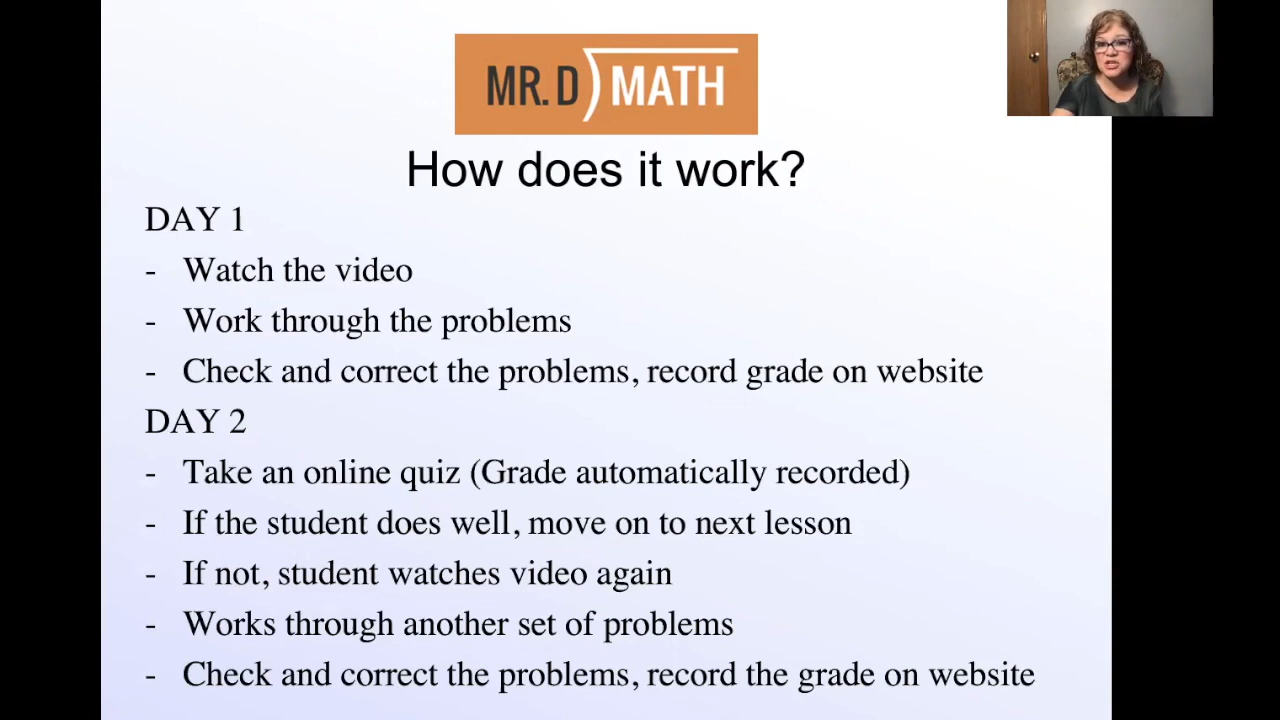 MR. D MATH
How does it work?
DAY 1
- Watch the video
- Work through the problems
- Check and correct the problems, record grade on website
DAY 2
- Take an online quiz (Grade automatically recorded)
- If the student does well, move on to next lesson
- If not, student watches video again
- Works through another set of problems
- Check and correct the problems, record the grade on website